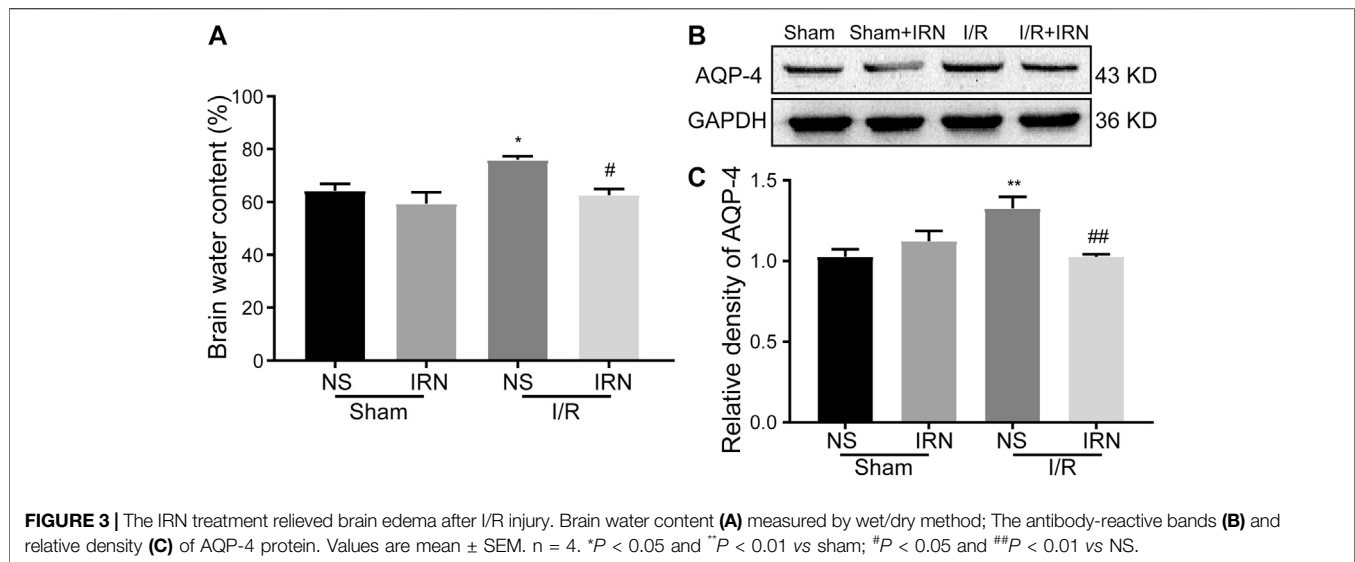 A
Brain water content (%)
100
80
60
40
20
0
*
#
NS IRN NS IRN
Sham I/R
B
Sham Sham+IRN I/R I/R+IRN
AQP-4 43 KD
GAPDH 36 KD
C
Relative density of AQP-4
1.5
1.0
0.5
0.0
**
##
NS IRN NS IRN
Sham I/R
FIGURE 3 | The IRN treatment relieved brain edema after I/R injury. Brain water content (A) measured by wet/dry method; The antibody-reactive bands (B) and
relative density (C) of AQP-4 protein. Values are mean ± SEM. n = 4. *P < 0.05 and **P < 0.01 vs sham; #P < 0.05 and ##P < 0.01 vs NS.